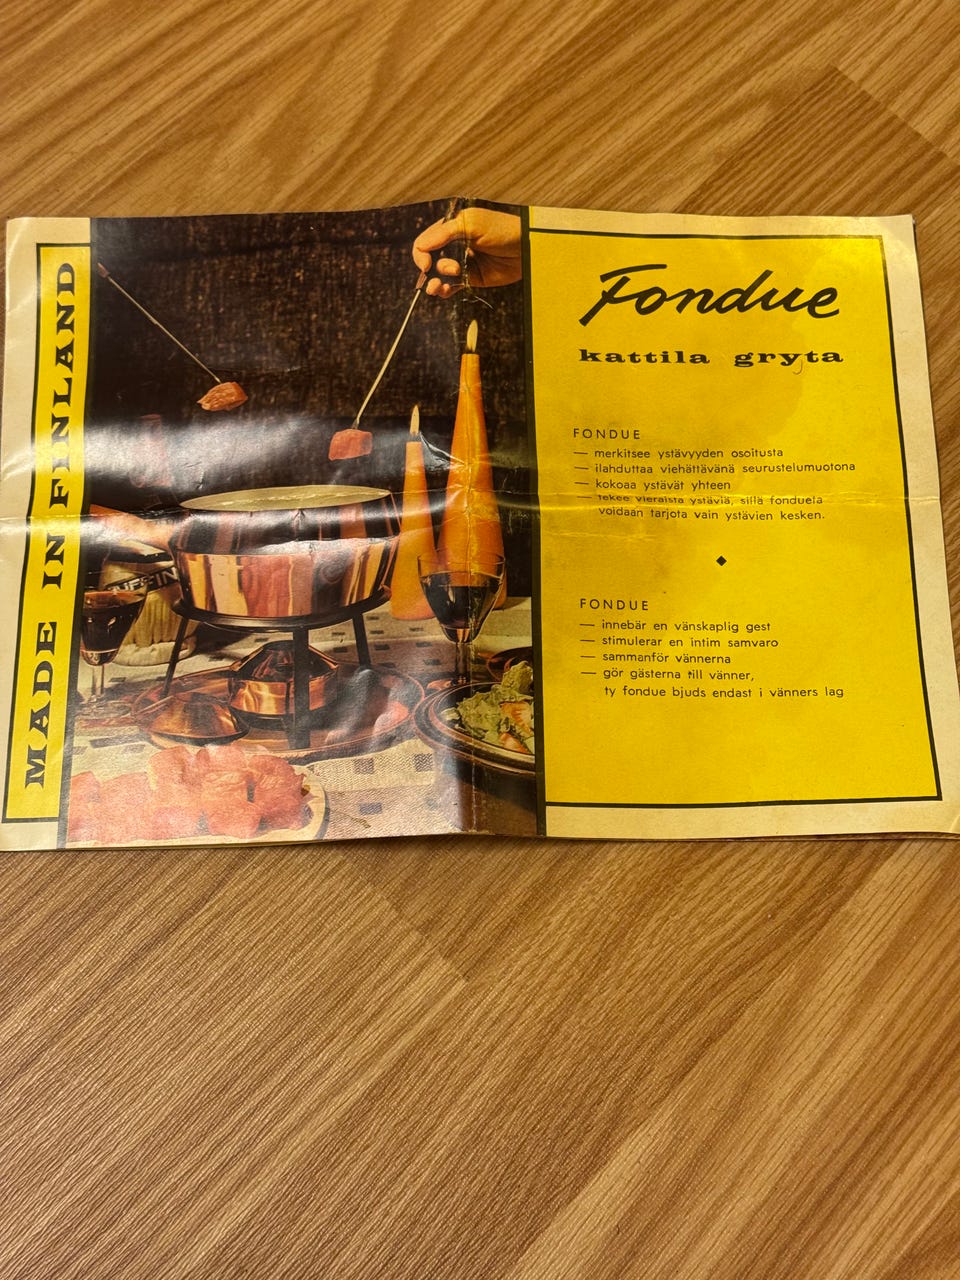 MADE IN FINLAND
Fondue
kattila gryta
FONDUE
— merkitsee ystävyyden osoitusta
— ilahduttaa viehättävänä seurustelumuotona
— kokoaa ystävät yhteen
— tekee vieraista ystäviä, sillä fonduela
voidaan tarjota vain ystävien kesken.
FONDUE
— innebär en vänskaplig gest
— stimulerar en intim samvaro
— sammanför vännerna
— gör gästerna till vänner,
ty fondue bjuds endast i vänners lag